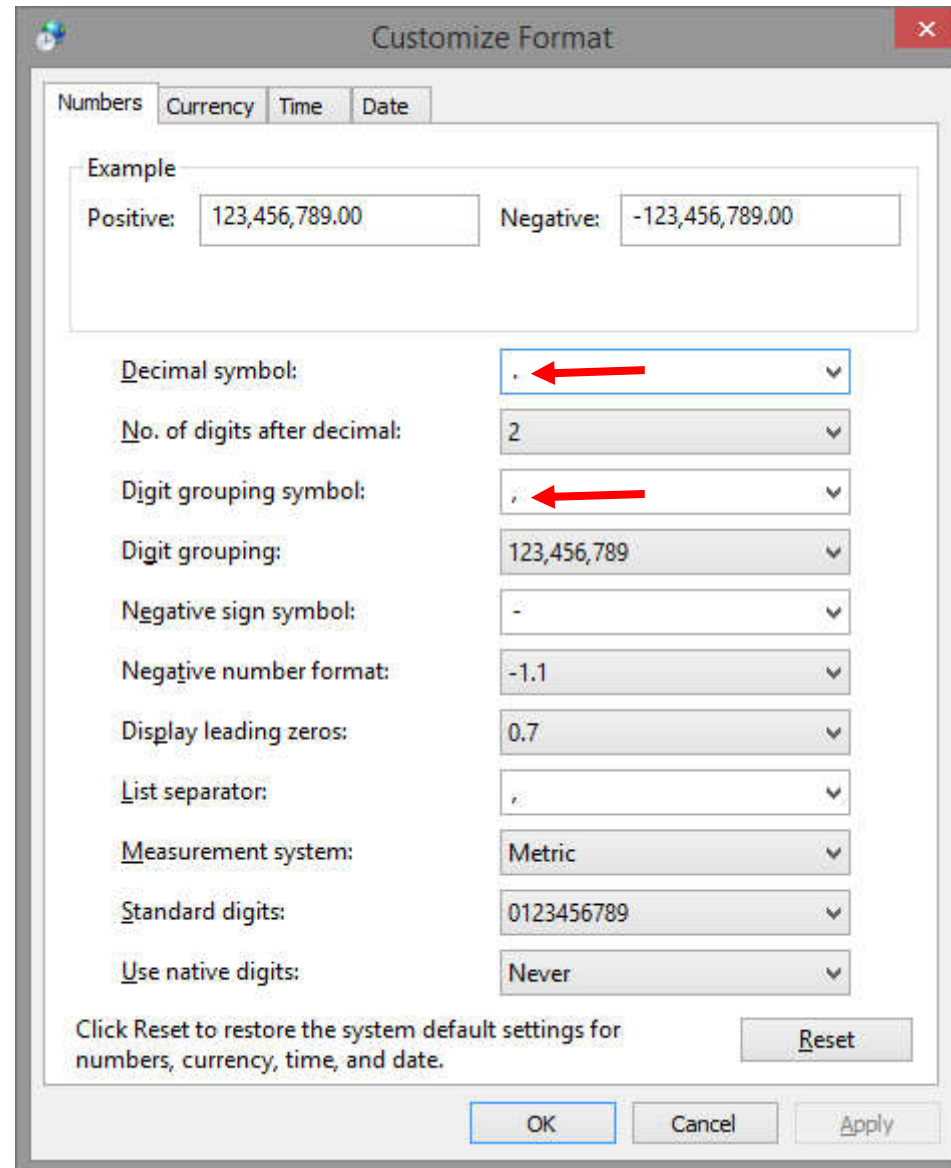 Customize Format
Numbers Currency Time Date
Example
Positive: 123,456,789.00 Negative: -123,456,789.00
Decimal symbol: .
No. of digits after decimal: 2
Digit grouping symbol: ,
Digit grouping: 123,456,789
Negative sign symbol: -
Negative number format: -1.1
Display leading zeros: 0.7
List separator: ,
Measurement system: Metric
Standard digits: 0123456789
Use native digits: Never
Click Reset to restore the system default settings for
numbers, currency, time, and date.
Reset
OK Cancel Apply